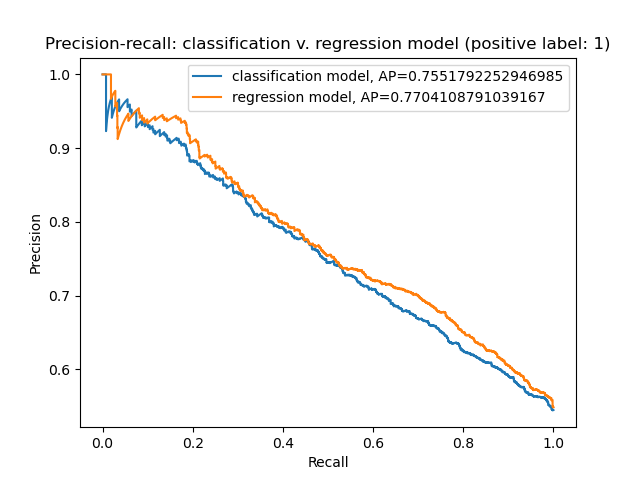 Precision-recall: classification v. regression model (positive label: 1)
classification model, AP=0.7551792252946985
regression model, AP=0.7704108791039167
Precision
1.0
0.9
0.8
0.7
0.6
0.0 0.2 0.4 0.6 0.8 1.0
Recall